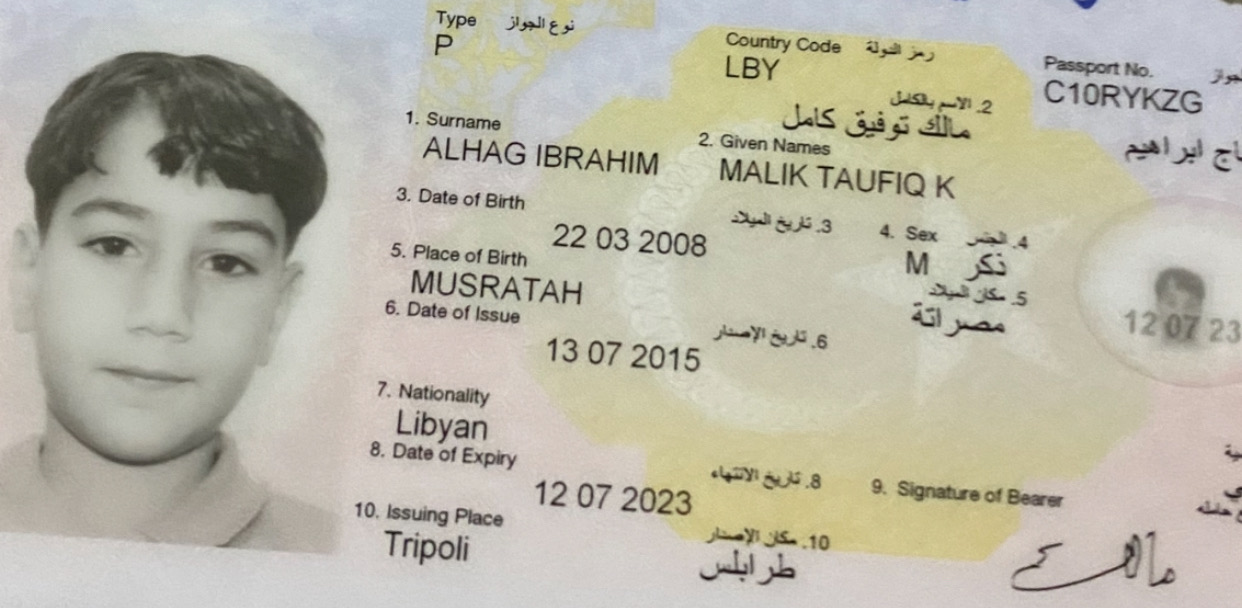 Type نوع الجواز
P
Country Code رمز الدولة
LBY
Passport No.
C10RYKZG
2. الاسم بالكامل
مالك توفيق كامل
ابراهيم
1. Surname
ALHAG IBRAHIM
2. Given Names
MALIK TAUFIQ K
3. Date of Birth 3. تاريخ الميلاد
22 03 2008
4. Sex 4. الجنس
M ذكر
5. Place of Birth 5. مكان الميلاد
MUSRATAH مصراتة
6. Date of Issue 6. تاريخ الإصدار
13 07 2015
12 07 23
7. Nationality
Libyan
8. Date of Expiry 8. تاريخ الانتهاء
12 07 2023
9. Signature of Bearer
10. Issuing Place 10. مكان الإصدار
Tripoli طرابلس